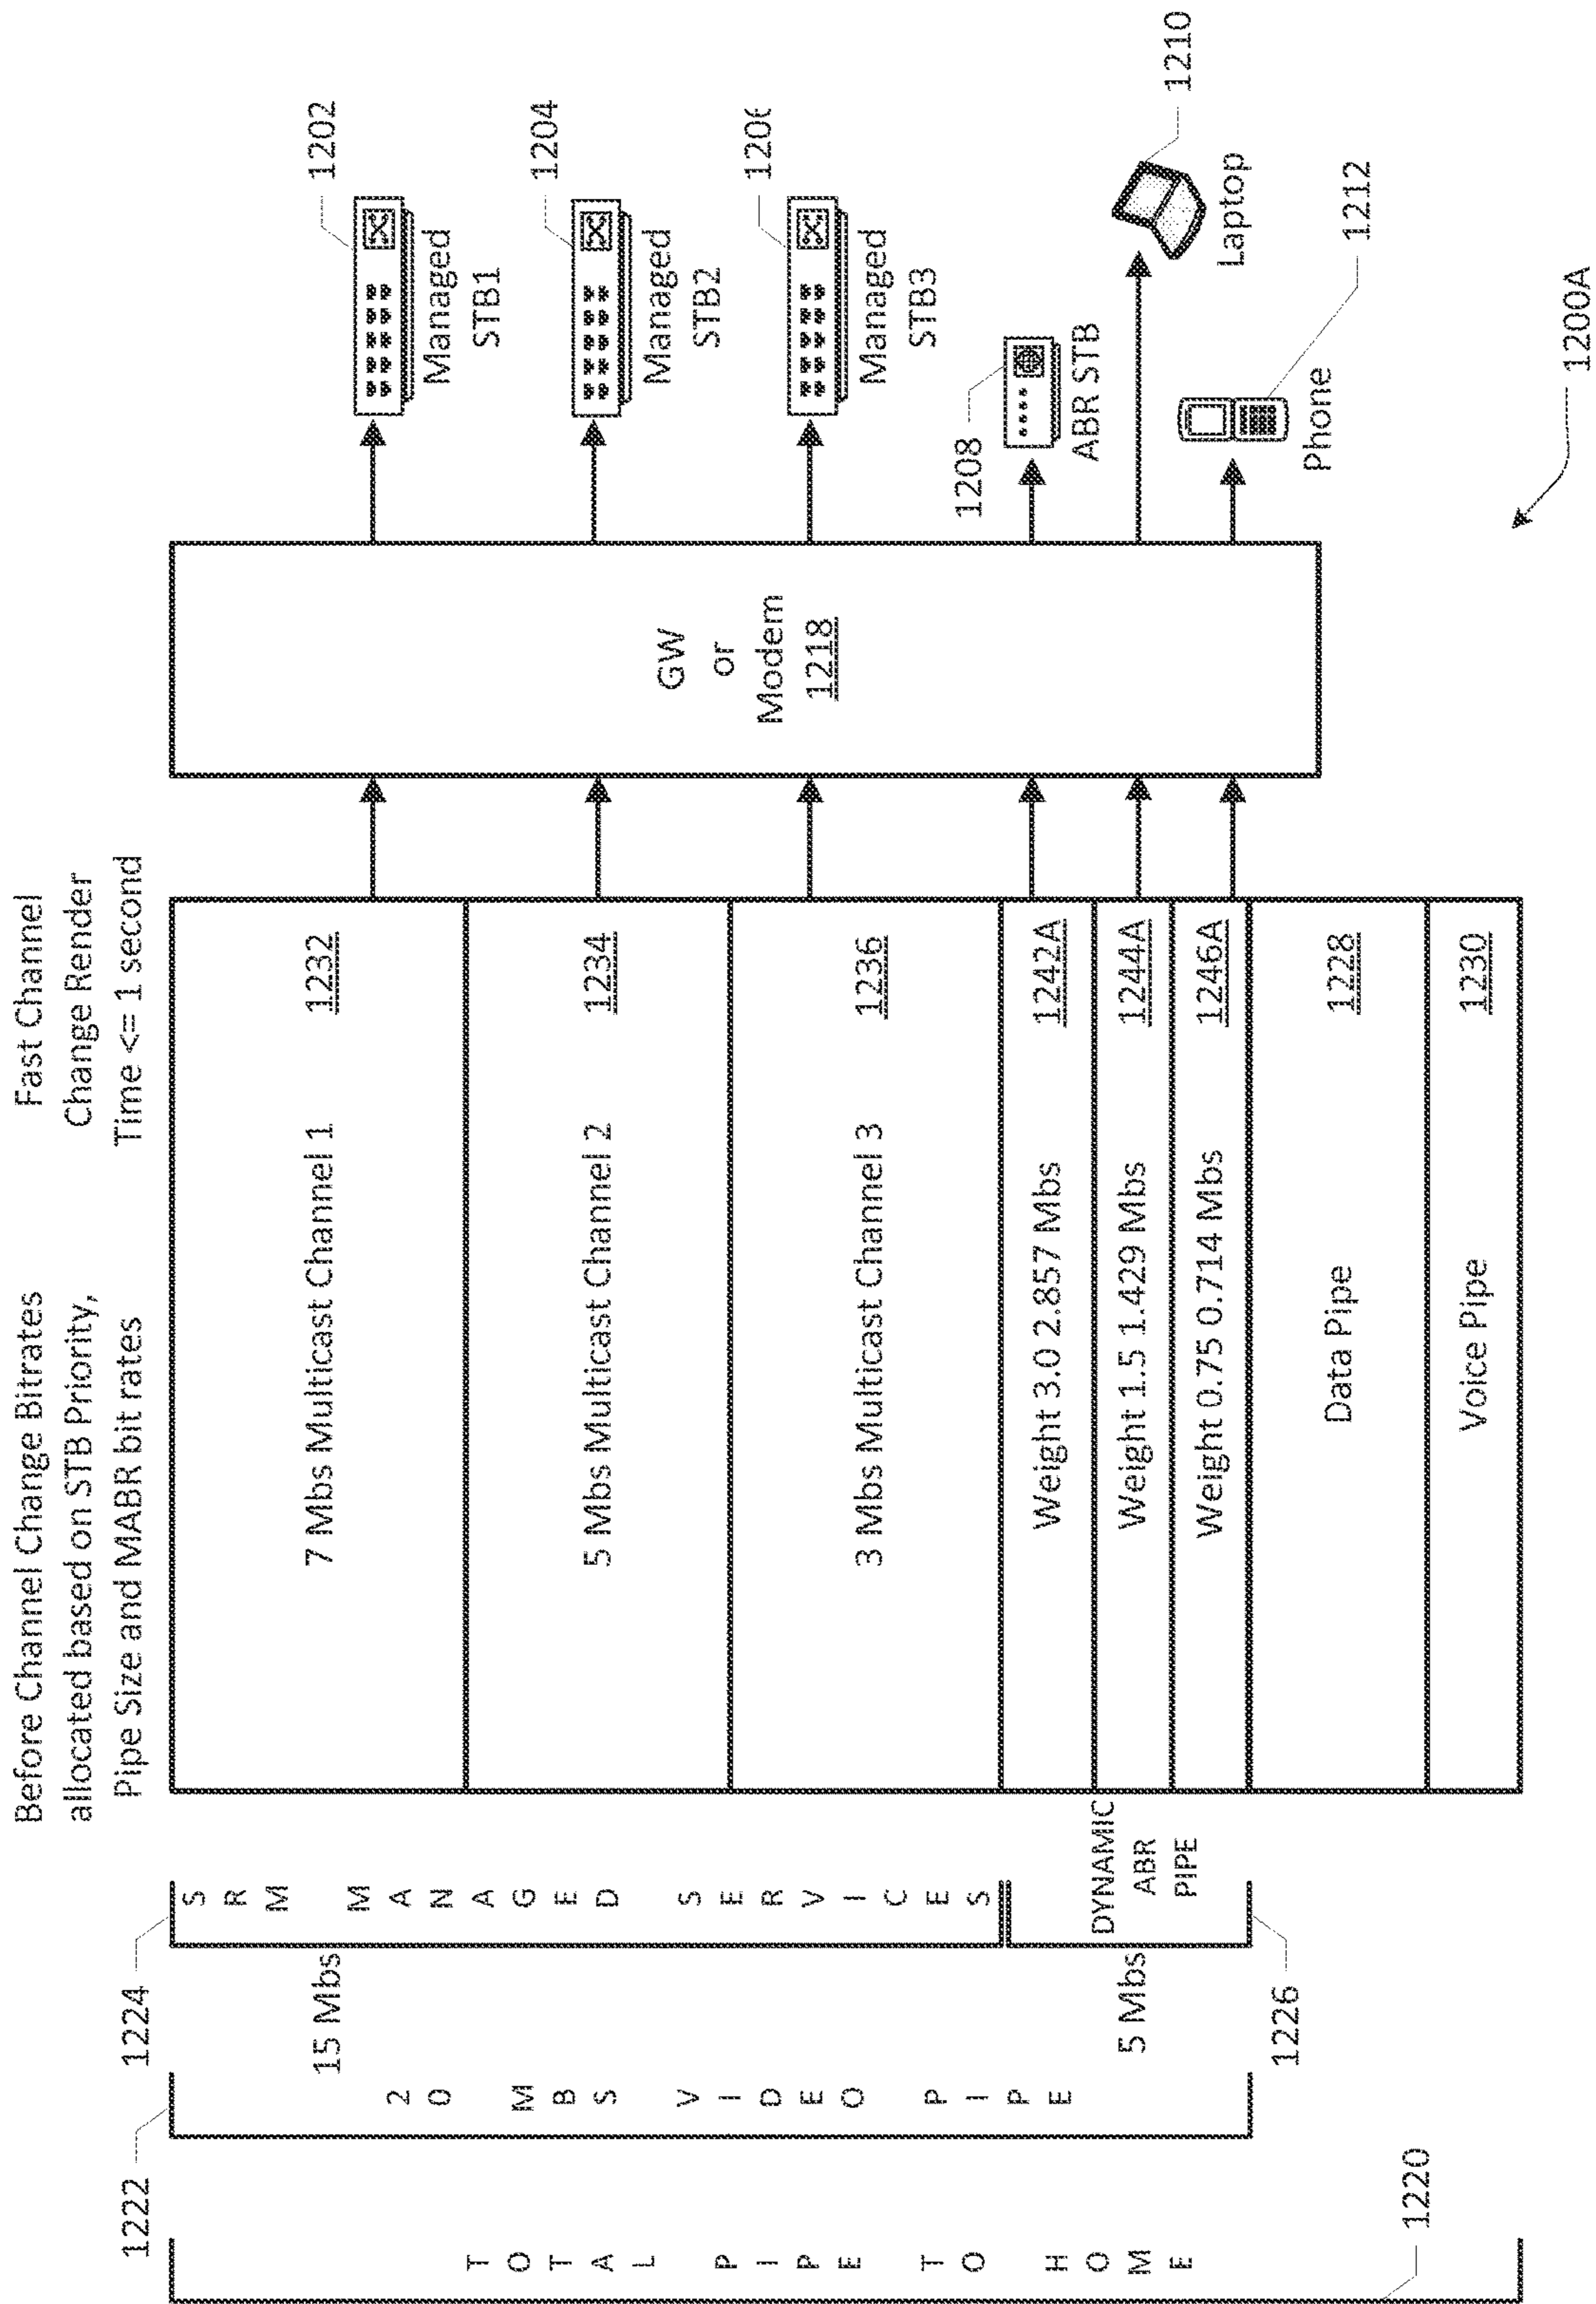 Before Channel Change Bitrates
allocated based on STB Priority,
Pipe Size and MABR bit rates
Fast Channel
Change Render
Time <= 1 second
1222
1224
TOTAL PIPE TO HOME
1220
20 MBS VIDEO PIPE
15 Mbs
5 Mbs
SRM MANAGED SERVICES
DYNAMIC
ABR
PIPE
1226
7 Mbs Multicast Channel 1
1232
5 Mbs Multicast Channel 2
1234
3 Mbs Multicast Channel 3
1236
Weight 3.0 2.857 Mbs
1242A
Weight 1.5 1.429 Mbs
1244A
Weight 0.75 0.714 Mbs
1246A
Data Pipe
1228
Voice Pipe
1230
GW
or
Modem
1218
1202
Managed
STB1
1204
Managed
STB2
120
Managed
STB3
1208
ABR STB
1210
Laptop
1212
Phone
1200A